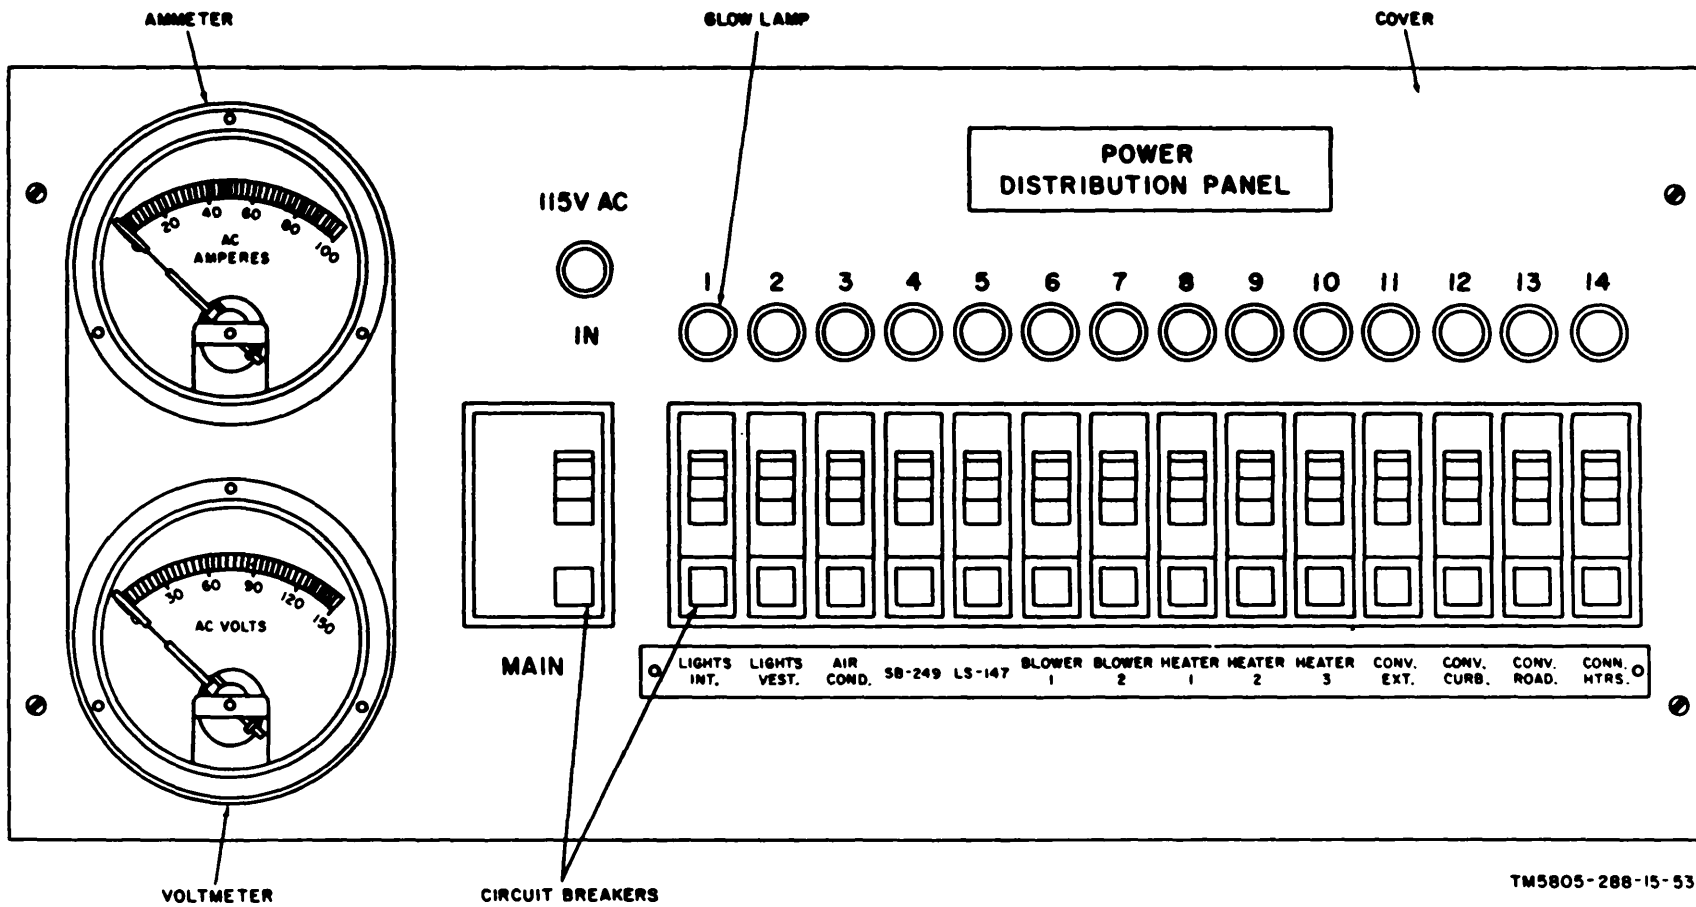 AMMETER
GLOW LAMP
COVER
POWER
DISTRIBUTION PANEL
20 40 60 80 100
AC
AMPERES
115V AC
IN
1 2 3 4 5 6 7 8 9 10 11 12 13 14
30 60 90 120 150
AC VOLTS
MAIN
LIGHTS INT.
LIGHTS VEST.
AIR COND.
SB-249
LS-147
BLOWER 1
BLOWER 2
HEATER 1
HEATER 2
HEATER 3
CONV. EXT.
CONV. CURB.
CONV. ROAD.
CONN. HTRS.
VOLTMETER
CIRCUIT BREAKERS
TM5805-288-15-53